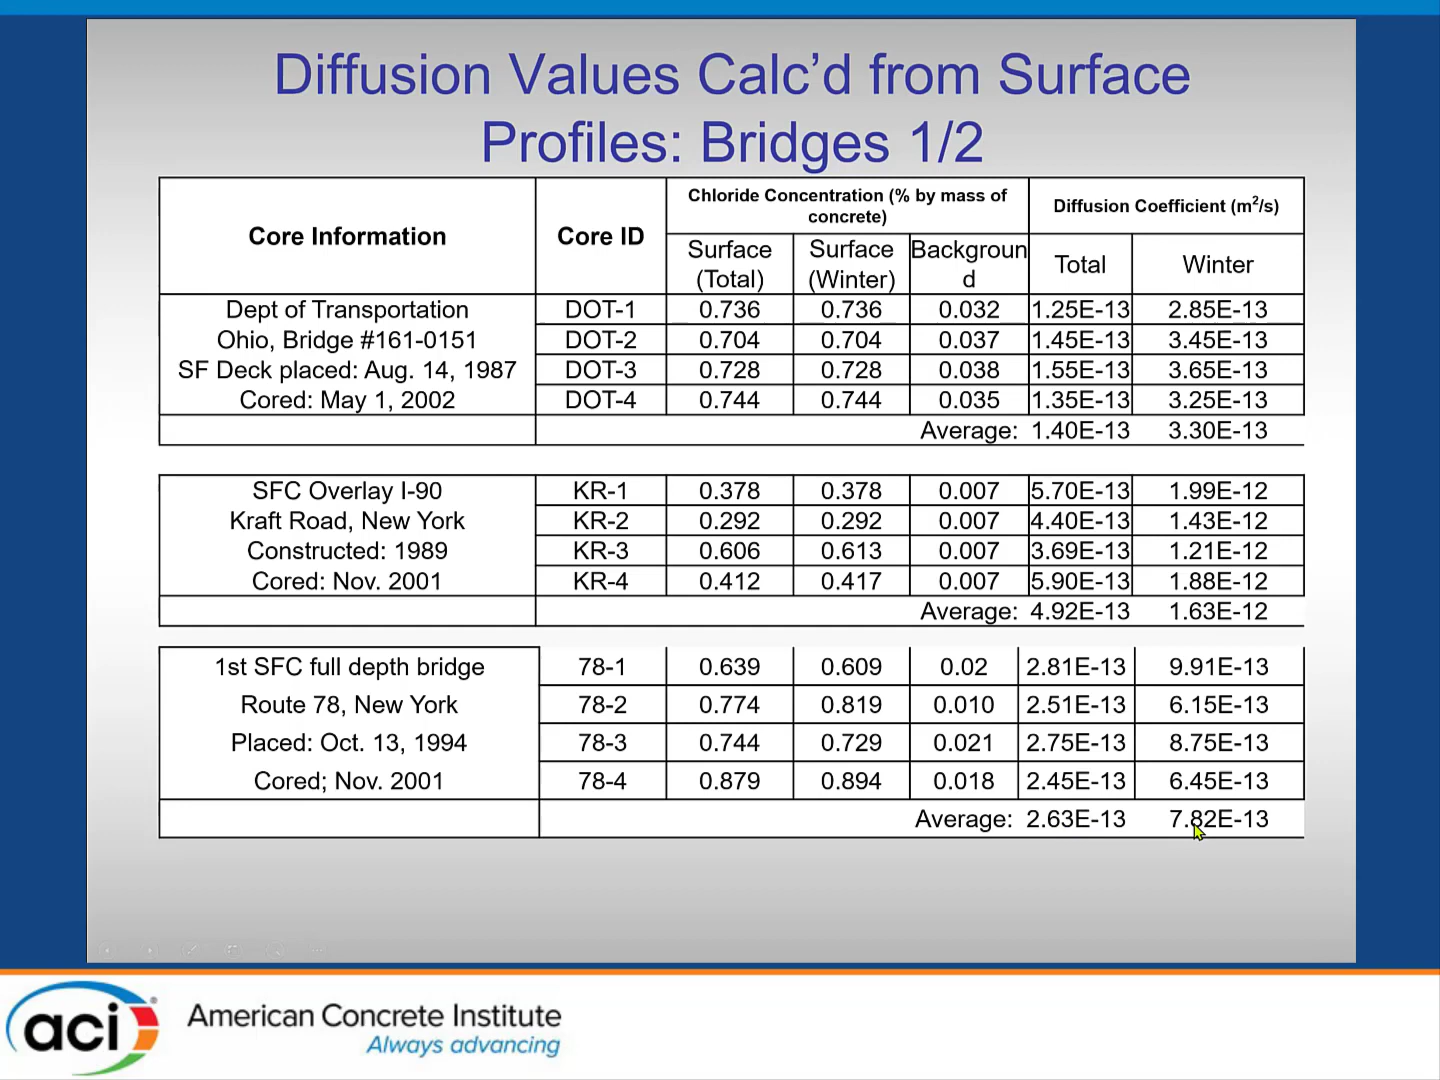 Diffusion Values Calc’d from Surface
Profiles: Bridges 1/2
Core Information
Core ID
Chloride Concentration (% by mass of
concrete)
Diffusion Coefficient (m²/s)
Surface
(Total)
Surface
(Winter)
Backgroun
d
Total
Winter
Dept of Transportation DOT-1 0.736 0.736 0.032 1.25E-13 2.85E-13
Ohio, Bridge #161-0151 DOT-2 0.704 0.704 0.037 1.45E-13 3.45E-13
SF Deck placed: Aug. 14, 1987 DOT-3 0.728 0.728 0.038 1.55E-13 3.65E-13
Cored: May 1, 2002 DOT-4 0.744 0.744 0.035 1.35E-13 3.25E-13
Average: 1.40E-13 3.30E-13
SFC Overlay I-90 KR-1 0.378 0.378 0.007 5.70E-13 1.99E-12
Kraft Road, New York KR-2 0.292 0.292 0.007 4.40E-13 1.43E-12
Constructed: 1989 KR-3 0.606 0.613 0.007 3.69E-13 1.21E-12
Cored: Nov. 2001 KR-4 0.412 0.417 0.007 5.90E-13 1.88E-12
Average: 4.92E-13 1.63E-12
1st SFC full depth bridge 78-1 0.639 0.609 0.02 2.81E-13 9.91E-13
Route 78, New York 78-2 0.774 0.819 0.010 2.51E-13 6.15E-13
Placed: Oct. 13, 1994 78-3 0.744 0.729 0.021 2.75E-13 8.75E-13
Cored; Nov. 2001 78-4 0.879 0.894 0.018 2.45E-13 6.45E-13
Average: 2.63E-13 7.82E-13
aci
American Concrete Institute
Always advancing